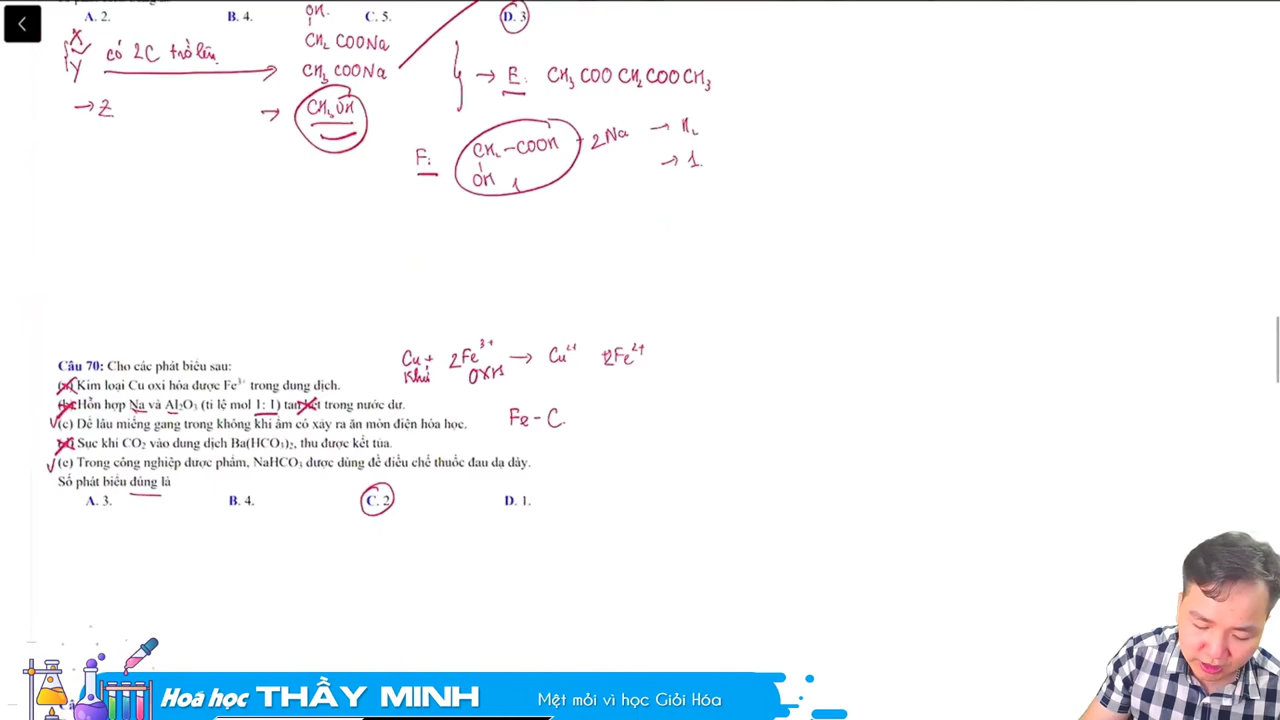 A. 2. B. 4. C. 5. D. 3
OH
X
Y có 2C trở lên
CH₂ COONa
CH₃ COONa
→ E: CH₃COO CH₂COO CH₃
→ Z → CH₃OH
F: CH₂-COOH + 2Na → H₂
OH → 1.
Câu 70: Cho các phát biểu sau:
Cu + 2Fe³⁺ → Cu²⁺ + 2Fe²⁺
Khử OXH
(a) Kim loại Cu oxi hóa được Fe³⁺ trong dung dịch.
(b) Hỗn hợp Na và Al₂O₃ (tỉ lệ mol 1: 1) tan hết trong nước dư.
(c) Để lâu miếng gang trong không khí ẩm có xảy ra ăn mòn điện hóa học.
Fe - C.
(d) Sục khí CO₂ vào dung dịch Ba(HCO₃)₂, thu được kết tủa.
(e) Trong công nghiệp dược phẩm, NaHCO₃ được dùng để điều chế thuốc đau dạ dày.
Số phát biểu đúng là
A. 3. B. 4. C. 2 D. 1.
Hoá học THẦY MINH
Mệt mỏi vì học Giỏi Hóa